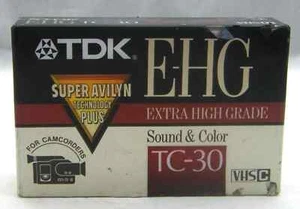 TDK
E-HG
EXTRA HIGH GRADE
SUPER AVILYN
TECHNOLOGY
PLUS
Sound & Color
TC-30
FOR CAMCORDERS
VHS C